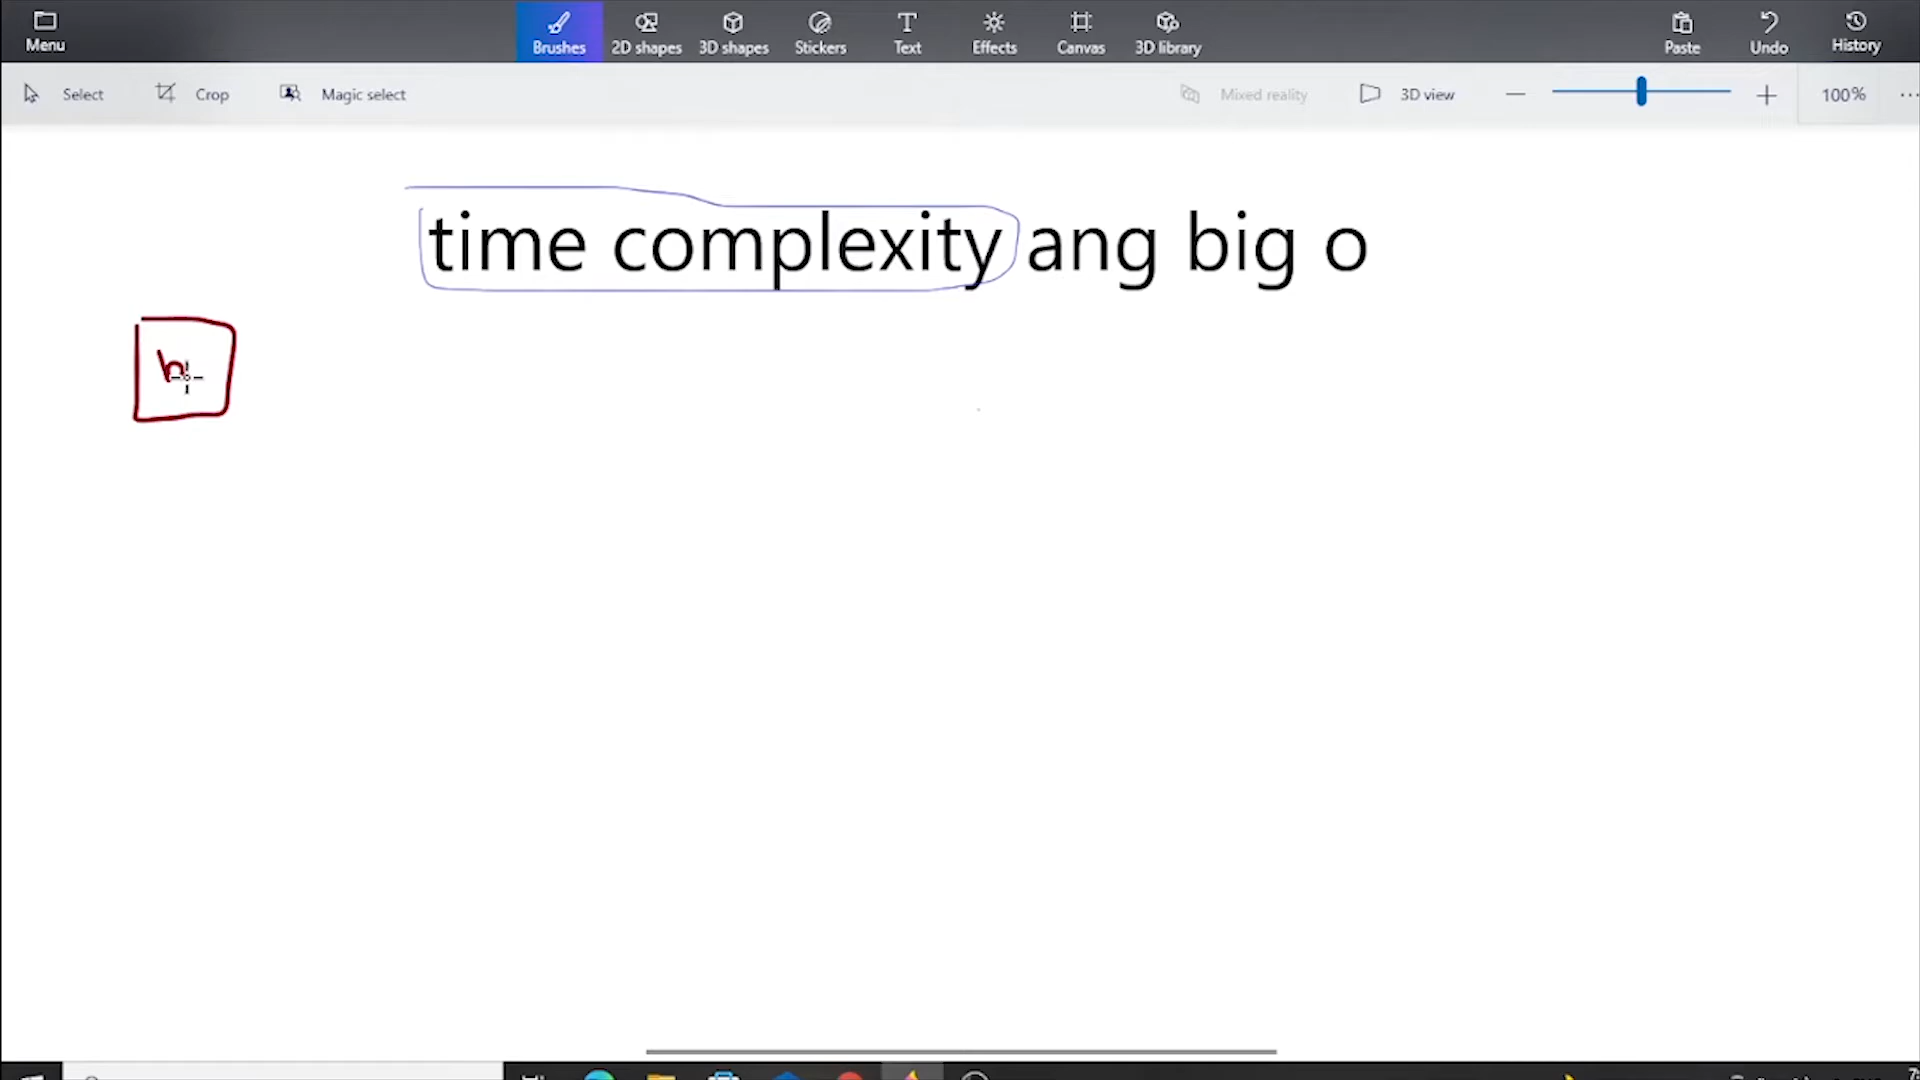 Menu Brushes 2D shapes 3D shapes Stickers Text Effects Canvas 3D library Paste Undo History
Select Crop Magic select Mixed reality 3D view 100%
time complexity ang big o
n